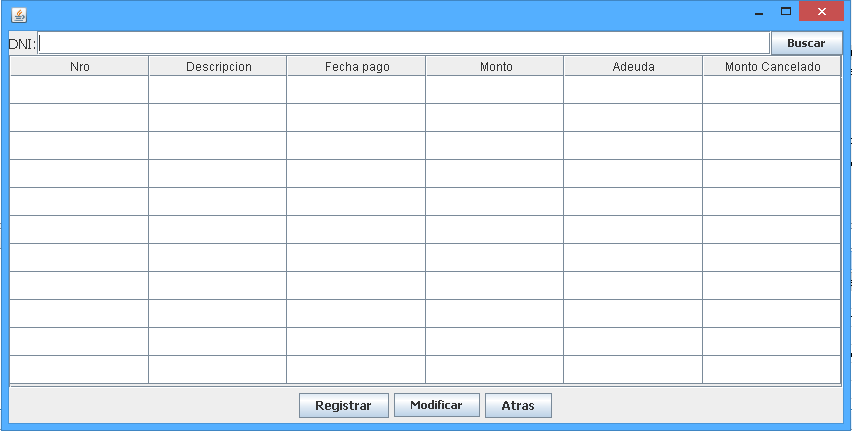 DNI: Buscar
Nro Descripcion Fecha pago Monto Adeuda Monto Cancelado
Registrar Modificar Atras